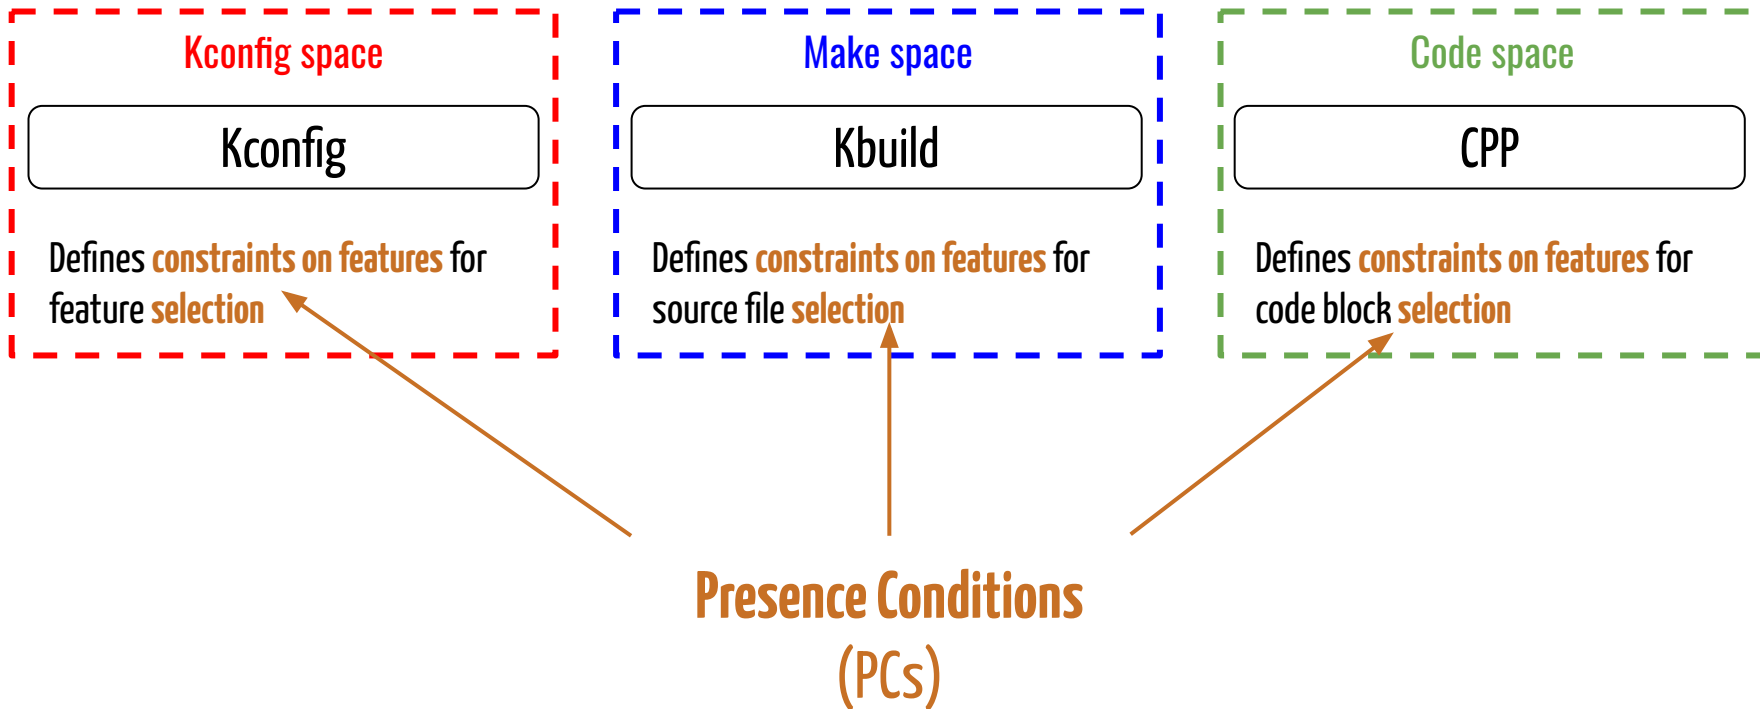 Kconfig space
Kconfig
Defines constraints on features for
feature selection
Make space
Kbuild
Defines constraints on features for
source file selection
Code space
CPP
Defines constraints on features for
code block selection
Presence Conditions
(PCs)